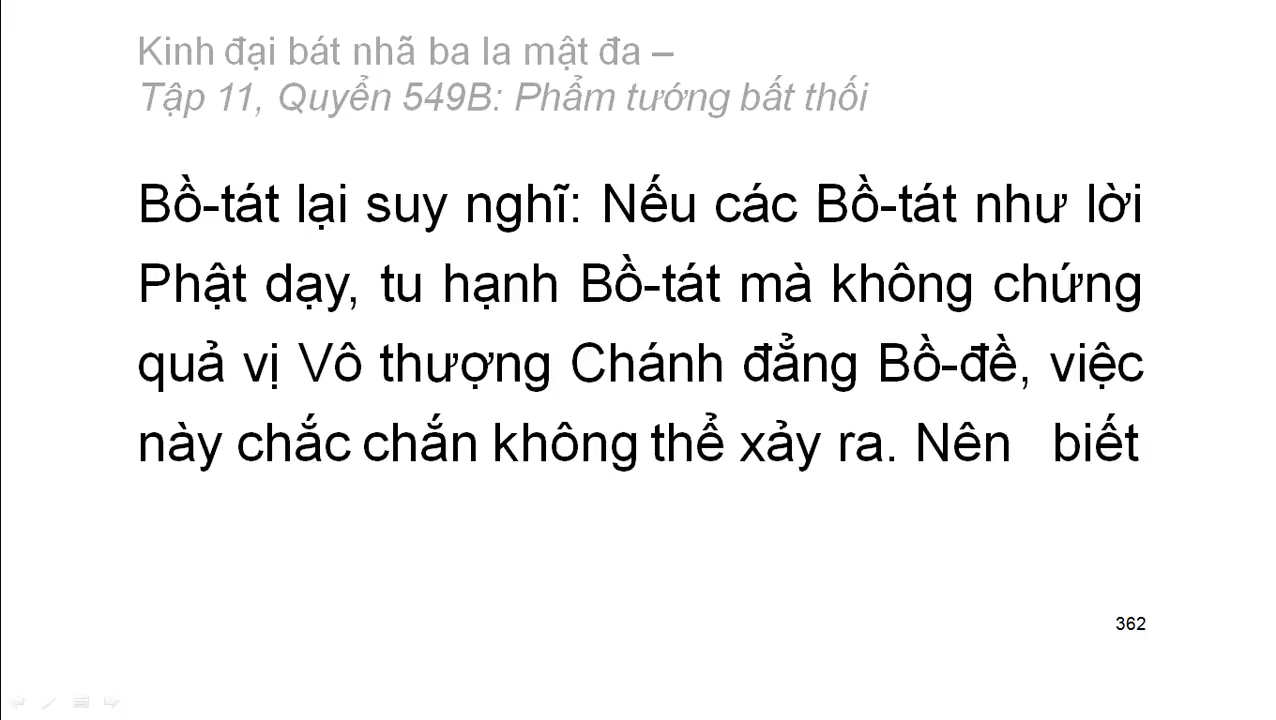 Kinh đại bát nhã ba la mật đa –
Tập 11, Quyển 549B: Phẩm tướng bất thối
Bồ-tát lại suy nghĩ: Nếu các Bồ-tát như lời
Phật dạy, tu hạnh Bồ-tát mà không chứng
quả vị Vô thượng Chánh đẳng Bồ-đề, việc
này chắc chắn không thể xảy ra. Nên biết
362